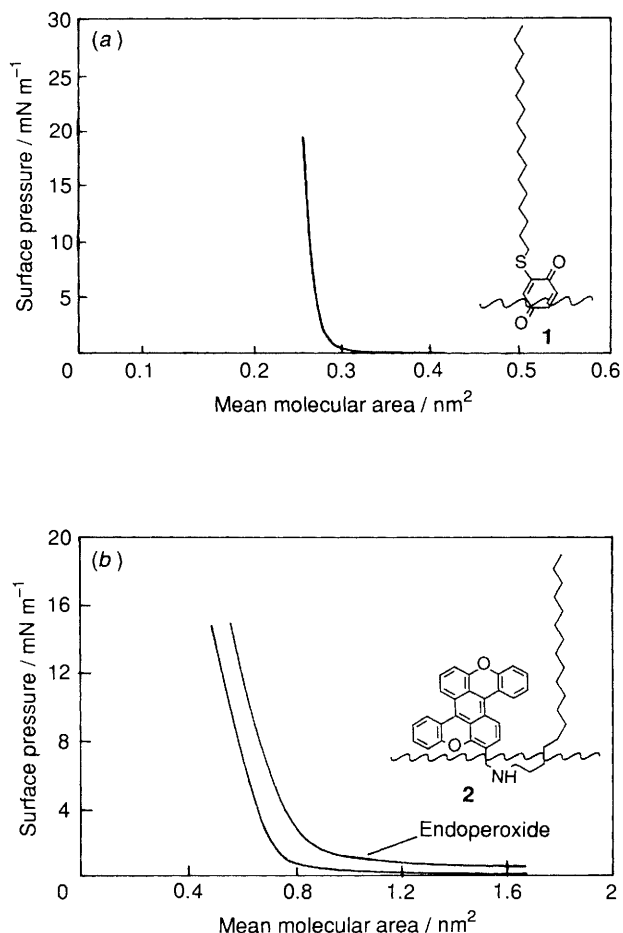 (a)
30
25
20
15
10
5
0
Surface pressure / mN m⁻¹
0.1 0.2 0.3 0.4 0.5 0.6
Mean molecular area / nm²
S
O
O
1
(b)
20
16
12
8
4
0
Surface pressure / mN m⁻¹
0.4 0.8 1.2 1.6 2
Mean molecular area / nm²
O
O
NH
2
Endoperoxide